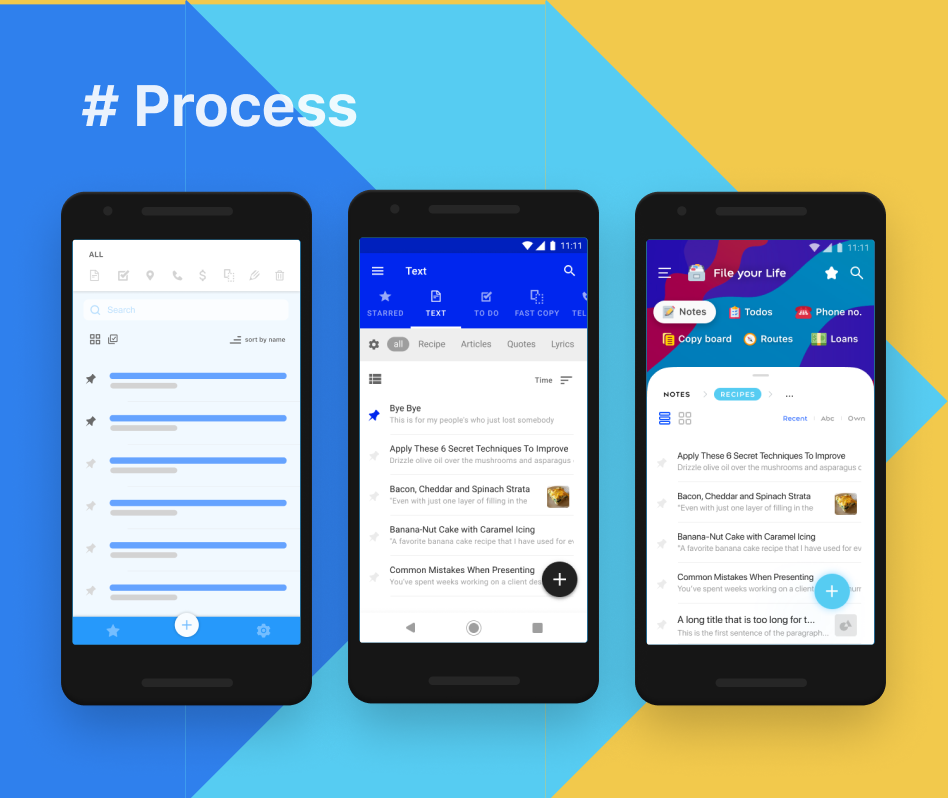 # Process
ALL
Search
sort by name
11:11
Text
STARRED TEXT TO DO FAST COPY TEL
all Recipe Articles Quotes Lyrics
Time
Bye Bye
This is for my people's who just lost somebody
Apply These 6 Secret Techniques To Improve
Drizzle olive oil over the mushrooms and asparagus
Bacon, Cheddar and Spinach Strata
"Even with just one layer of filling in the
Banana-Nut Cake with Caramel Icing
"A favorite banana cake recipe that I have used for ev
Common Mistakes When Presenting
You've spent weeks working on a client
11:11
File your Life
Notes Todos Phone no.
Copy board Routes Loans
NOTES RECIPES ...
Recent Abc Own
Apply These 6 Secret Techniques To Improve
Drizzle olive oil over the mushrooms and asparagus c
Bacon, Cheddar and Spinach Strata
"Even with just one layer of filling in the
Banana-Nut Cake with Caramel Icing
"A favorite banana cake recipe that I have used for ev
Common Mistakes When Presenting
You've spent weeks working on a client
A long title that is too long for t...
This is the first sentence of the paragraph...